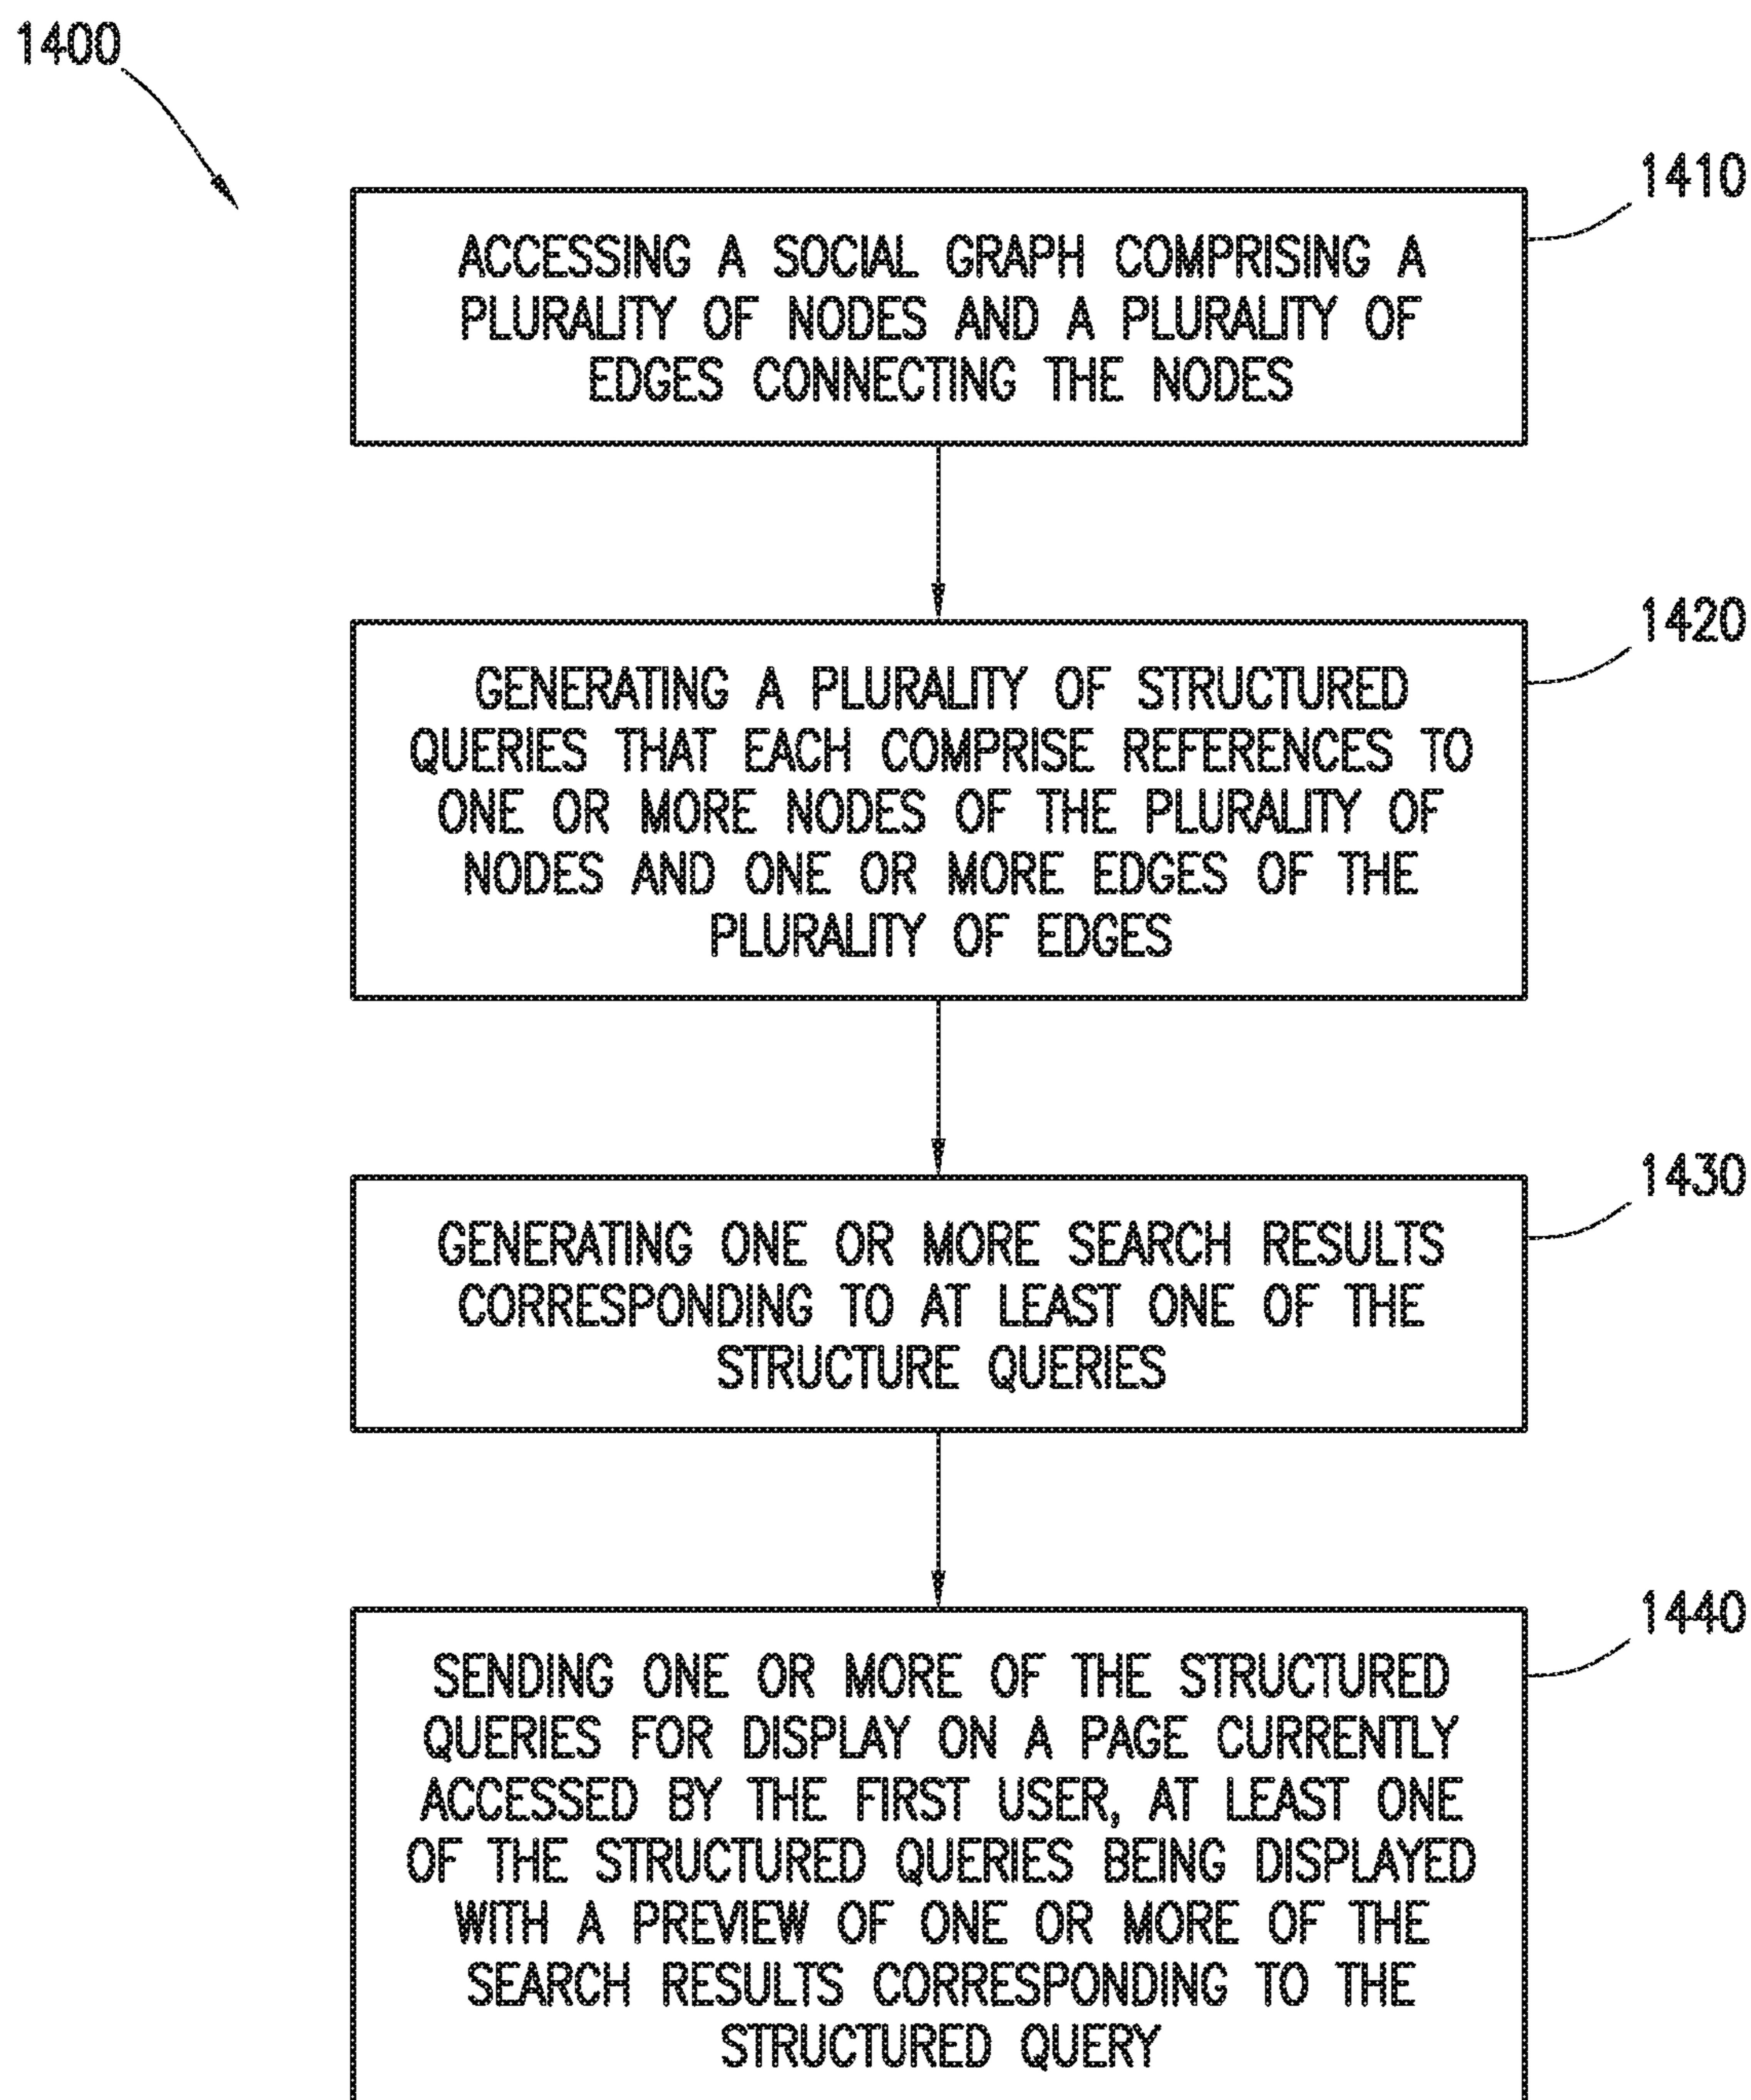 1400
1410
ACCESSING A SOCIAL GRAPH COMPRISING A
PLURALITY OF NODES AND A PLURALITY OF
EDGES CONNECTING THE NODES
1420
GENERATING A PLURALITY OF STRUCTURED
QUERIES THAT EACH COMPRISE REFERENCES TO
ONE OR MORE NODES OF THE PLURALITY OF
NODES AND ONE OR MORE EDGES OF THE
PLURALITY OF EDGES
1430
GENERATING ONE OR MORE SEARCH RESULTS
CORRESPONDING TO AT LEAST ONE OF THE
STRUCTURE QUERIES
1440
SENDING ONE OR MORE OF THE STRUCTURED
QUERIES FOR DISPLAY ON A PAGE CURRENTLY
ACCESSED BY THE FIRST USER, AT LEAST ONE
OF THE STRUCTURED QUERIES BEING DISPLAYED
WITH A PREVIEW OF ONE OR MORE OF THE
SEARCH RESULTS CORRESPONDING TO THE
STRUCTURED QUERY